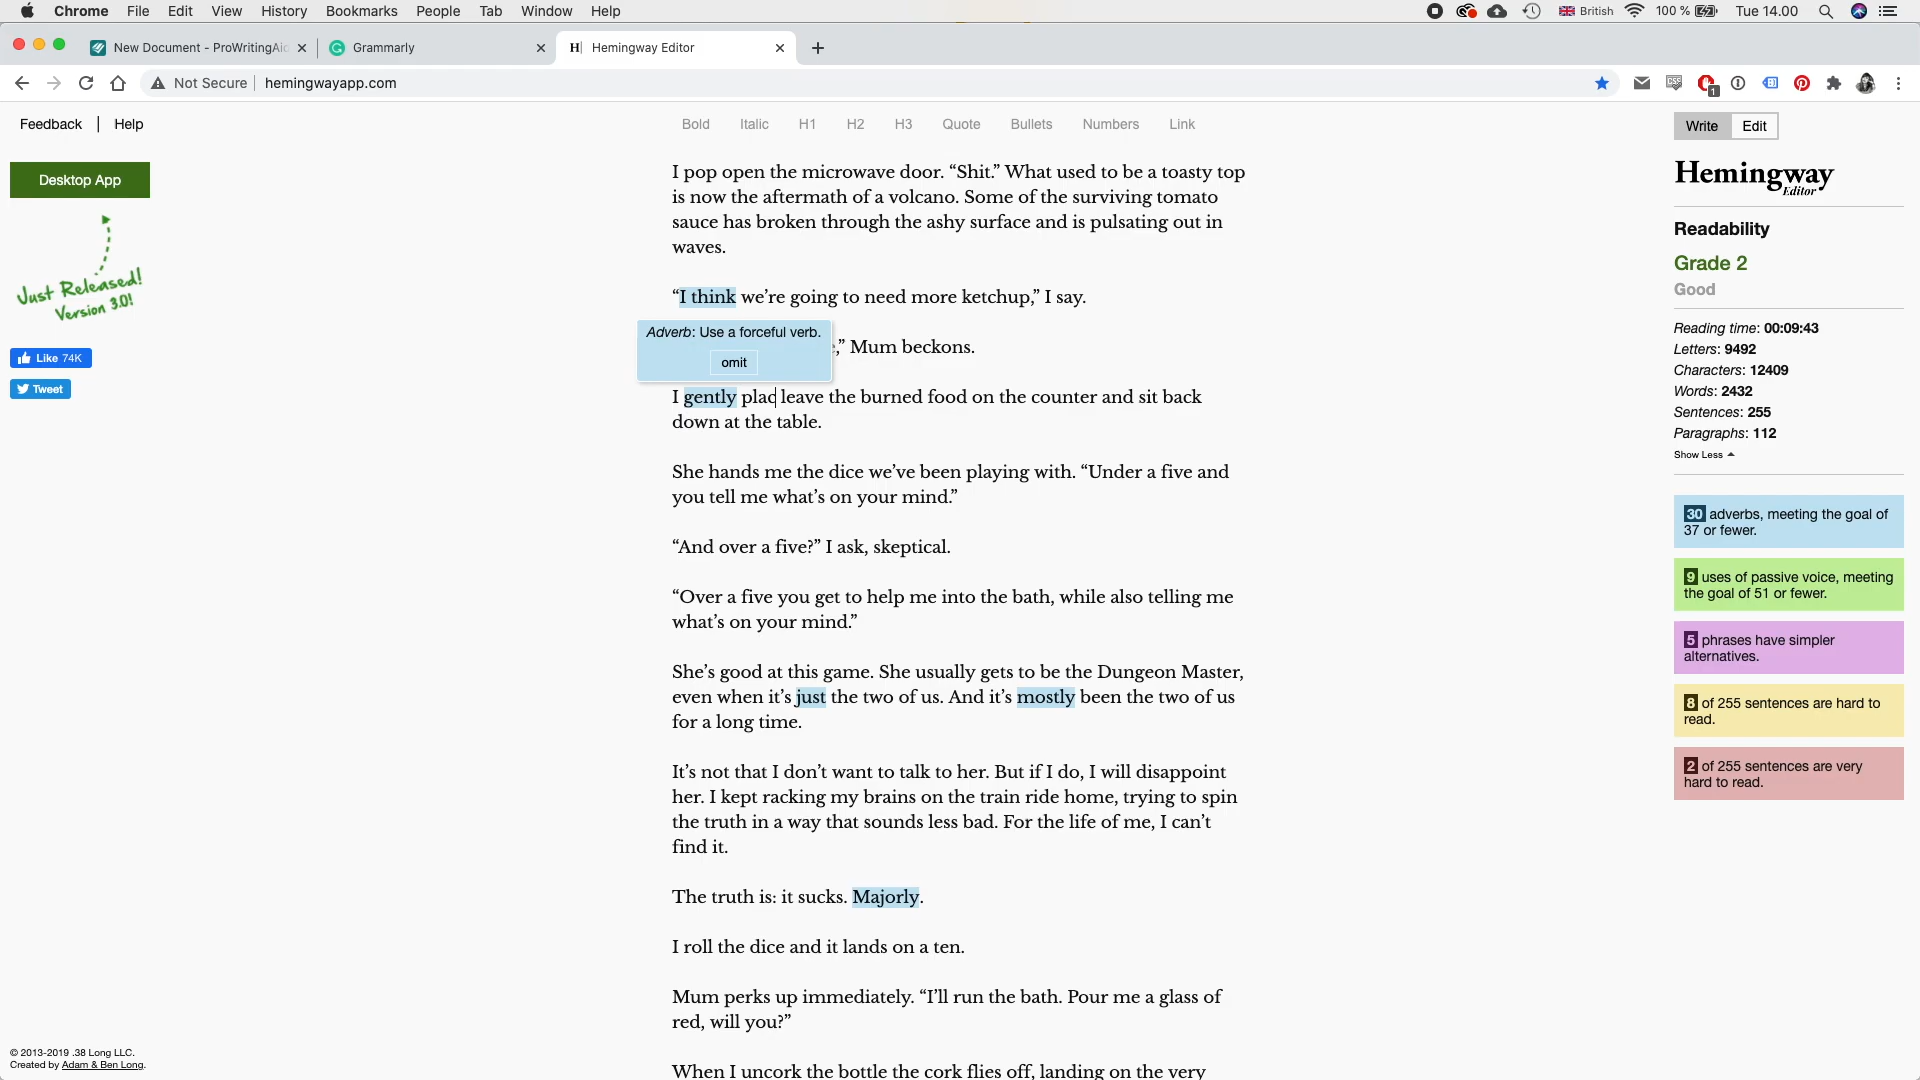 Chrome File Edit View History Bookmarks People Tab Window Help British 100 % Tue 14.00
New Document - ProWritingAid Grammarly H Hemingway Editor
Not Secure hemingwayapp.com 1
Feedback | Help Bold Italic H1 H2 H3 Quote Bullets Numbers Link Write Edit
Desktop App
Just Released!
Version 3.0!
Like 74K
Tweet
I pop open the microwave door. “Shit.” What used to be a toasty top
is now the aftermath of a volcano. Some of the surviving tomato
sauce has broken through the ashy surface and is pulsating out in
waves.
“I think we’re going to need more ketchup,” I say.
Adverb: Use a forceful verb.
omit
,” Mum beckons.
I gently plac leave the burned food on the counter and sit back
down at the table.
She hands me the dice we’ve been playing with. “Under a five and
you tell me what’s on your mind.”
“And over a five?” I ask, skeptical.
“Over a five you get to help me into the bath, while also telling me
what’s on your mind.”
She’s good at this game. She usually gets to be the Dungeon Master,
even when it’s just the two of us. And it’s mostly been the two of us
for a long time.
It’s not that I don’t want to talk to her. But if I do, I will disappoint
her. I kept racking my brains on the train ride home, trying to spin
the truth in a way that sounds less bad. For the life of me, I can’t
find it.
The truth is: it sucks. Majorly.
I roll the dice and it lands on a ten.
Mum perks up immediately. “I’ll run the bath. Pour me a glass of
red, will you?”
When I uncork the bottle the cork flies off, landing on the very
Hemingway
Editor
Readability
Grade 2
Good
Reading time: 00:09:43
Letters: 9492
Characters: 12409
Words: 2432
Sentences: 255
Paragraphs: 112
Show Less
30 adverbs, meeting the goal of
37 or fewer.
9 uses of passive voice, meeting
the goal of 51 or fewer.
5 phrases have simpler
alternatives.
8 of 255 sentences are hard to
read.
2 of 255 sentences are very
hard to read.
© 2013-2019 .38 Long LLC.
Created by Adam & Ben Long.